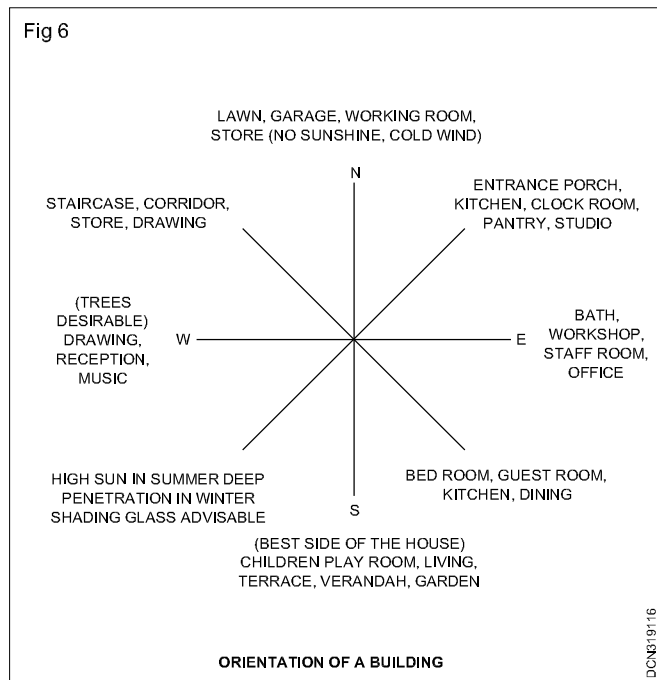 Fig 6
LAWN, GARAGE, WORKING ROOM,
STORE (NO SUNSHINE, COLD WIND)
N
ENTRANCE PORCH,
KITCHEN, CLOCK ROOM,
PANTRY, STUDIO
STAIRCASE, CORRIDOR,
STORE, DRAWING
(TREES
DESIRABLE)
DRAWING,
RECEPTION,
MUSIC
W
E
BATH,
WORKSHOP,
STAFF ROOM,
OFFICE
HIGH SUN IN SUMMER DEEP
PENETRATION IN WINTER
SHADING GLASS ADVISABLE
BED ROOM, GUEST ROOM,
KITCHEN, DINING
S
(BEST SIDE OF THE HOUSE)
CHILDREN PLAY ROOM, LIVING,
TERRACE, VERANDAH, GARDEN
ORIENTATION OF A BUILDING
DCN319116